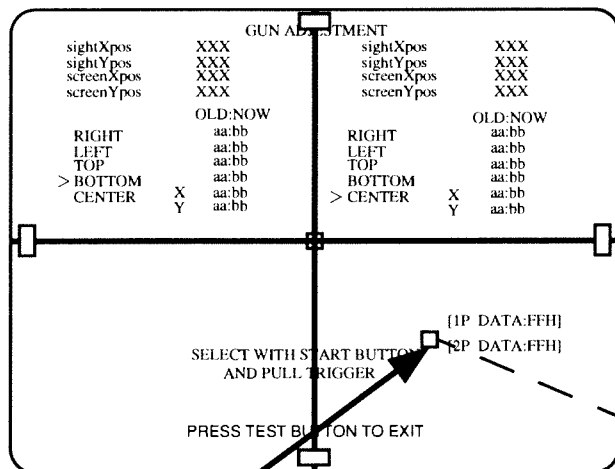 GUN ADJUSTMENT
sightXpos XXX
sightYpos XXX
screenXpos XXX
screenYpos XXX
OLD:NOW
RIGHT aa:bb
LEFT aa:bb
TOP aa:bb
> BOTTOM aa:bb
CENTER X aa:bb
Y aa:bb
sightXpos XXX
sightYpos XXX
screenXpos XXX
screenYpos XXX
OLD:NOW
RIGHT aa:bb
LEFT aa:bb
TOP aa:bb
BOTTOM aa:bb
> CENTER X aa:bb
Y aa:bb
[1P DATA:FFH]
[2P DATA:FFH]
SELECT WITH START BUTTON
AND PULL TRIGGER
PRESS TEST BUTTON TO EXIT